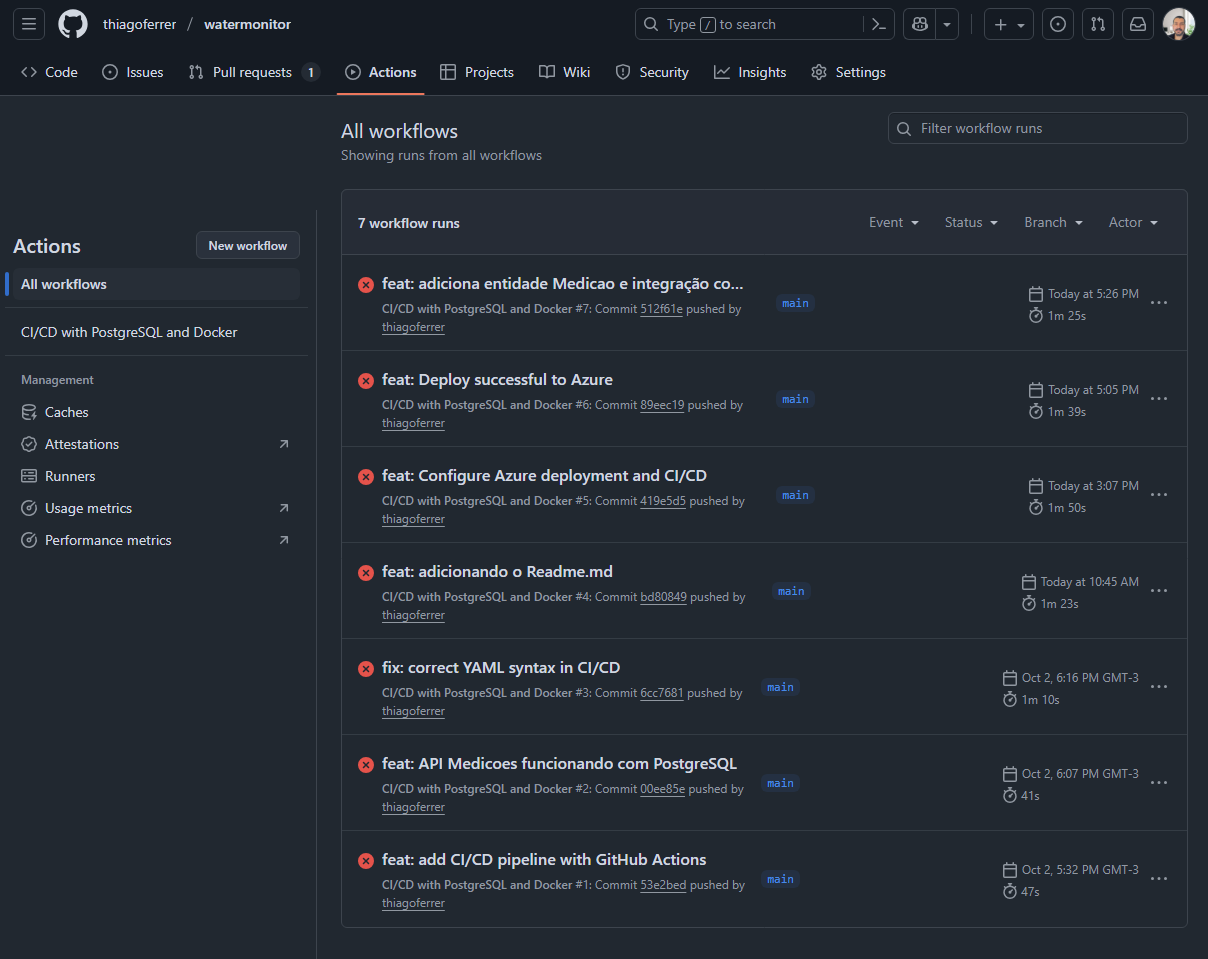 thiagoferrer / watermonitor
Type / to search
Code
Issues
Pull requests 1
Actions
Projects
Wiki
Security
Insights
Settings
Actions
New workflow
All workflows
CI/CD with PostgreSQL and Docker
Management
Caches
Attestations
Runners
Usage metrics
Performance metrics
All workflows
Showing runs from all workflows
Filter workflow runs
7 workflow runs
Event
Status
Branch
Actor
feat: adiciona entidade Medicao e integração co...
CI/CD with PostgreSQL and Docker #7: Commit 512f61e pushed by
thiagoferrer
main
Today at 5:26 PM
1m 25s
feat: Deploy successful to Azure
CI/CD with PostgreSQL and Docker #6: Commit 89eec19 pushed by
thiagoferrer
main
Today at 5:05 PM
1m 39s
feat: Configure Azure deployment and CI/CD
CI/CD with PostgreSQL and Docker #5: Commit 419e5d5 pushed by
thiagoferrer
main
Today at 3:07 PM
1m 50s
feat: adicionando o Readme.md
CI/CD with PostgreSQL and Docker #4: Commit bd80849 pushed by
thiagoferrer
main
Today at 10:45 AM
1m 23s
fix: correct YAML syntax in CI/CD
CI/CD with PostgreSQL and Docker #3: Commit 6cc7681 pushed by
thiagoferrer
main
Oct 2, 6:16 PM GMT-3
1m 10s
feat: API Medicoes funcionando com PostgreSQL
CI/CD with PostgreSQL and Docker #2: Commit 00ee85e pushed by
thiagoferrer
main
Oct 2, 6:07 PM GMT-3
41s
feat: add CI/CD pipeline with GitHub Actions
CI/CD with PostgreSQL and Docker #1: Commit 53e2bed pushed by
thiagoferrer
main
Oct 2, 5:32 PM GMT-3
47s